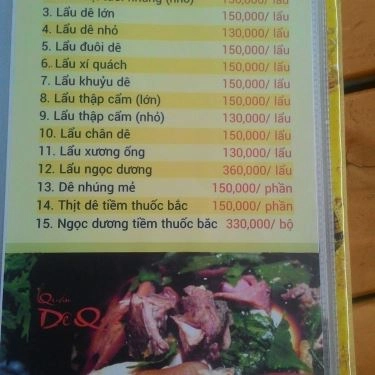 3. Lẩu dê lớn 150,000/ lẩu
4. Lẩu dê nhỏ 130,000/ lẩu
5. Lẩu đuôi dê 150,000/ lẩu
6. Lẩu xí quách 150,000/ lẩu
7. Lẩu khuỷu dê 150,000/ lẩu
8. Lẩu thập cẩm (lớn) 150,000/ lẩu
9. Lẩu thập cẩm (nhỏ) 130,000/ lẩu
10. Lẩu chân dê 150,000/ lẩu
11. Lẩu xương ống 130,000/ lẩu
12. Lẩu ngọc dương 360,000/ lẩu
13. Dê nhúng mẻ 150,000/ phần
14. Thịt dê tiềm thuốc bắc 150,000/ phần
15. Ngọc dương tiềm thuốc bắc 330,000/ bộ
Quán
Dê Q